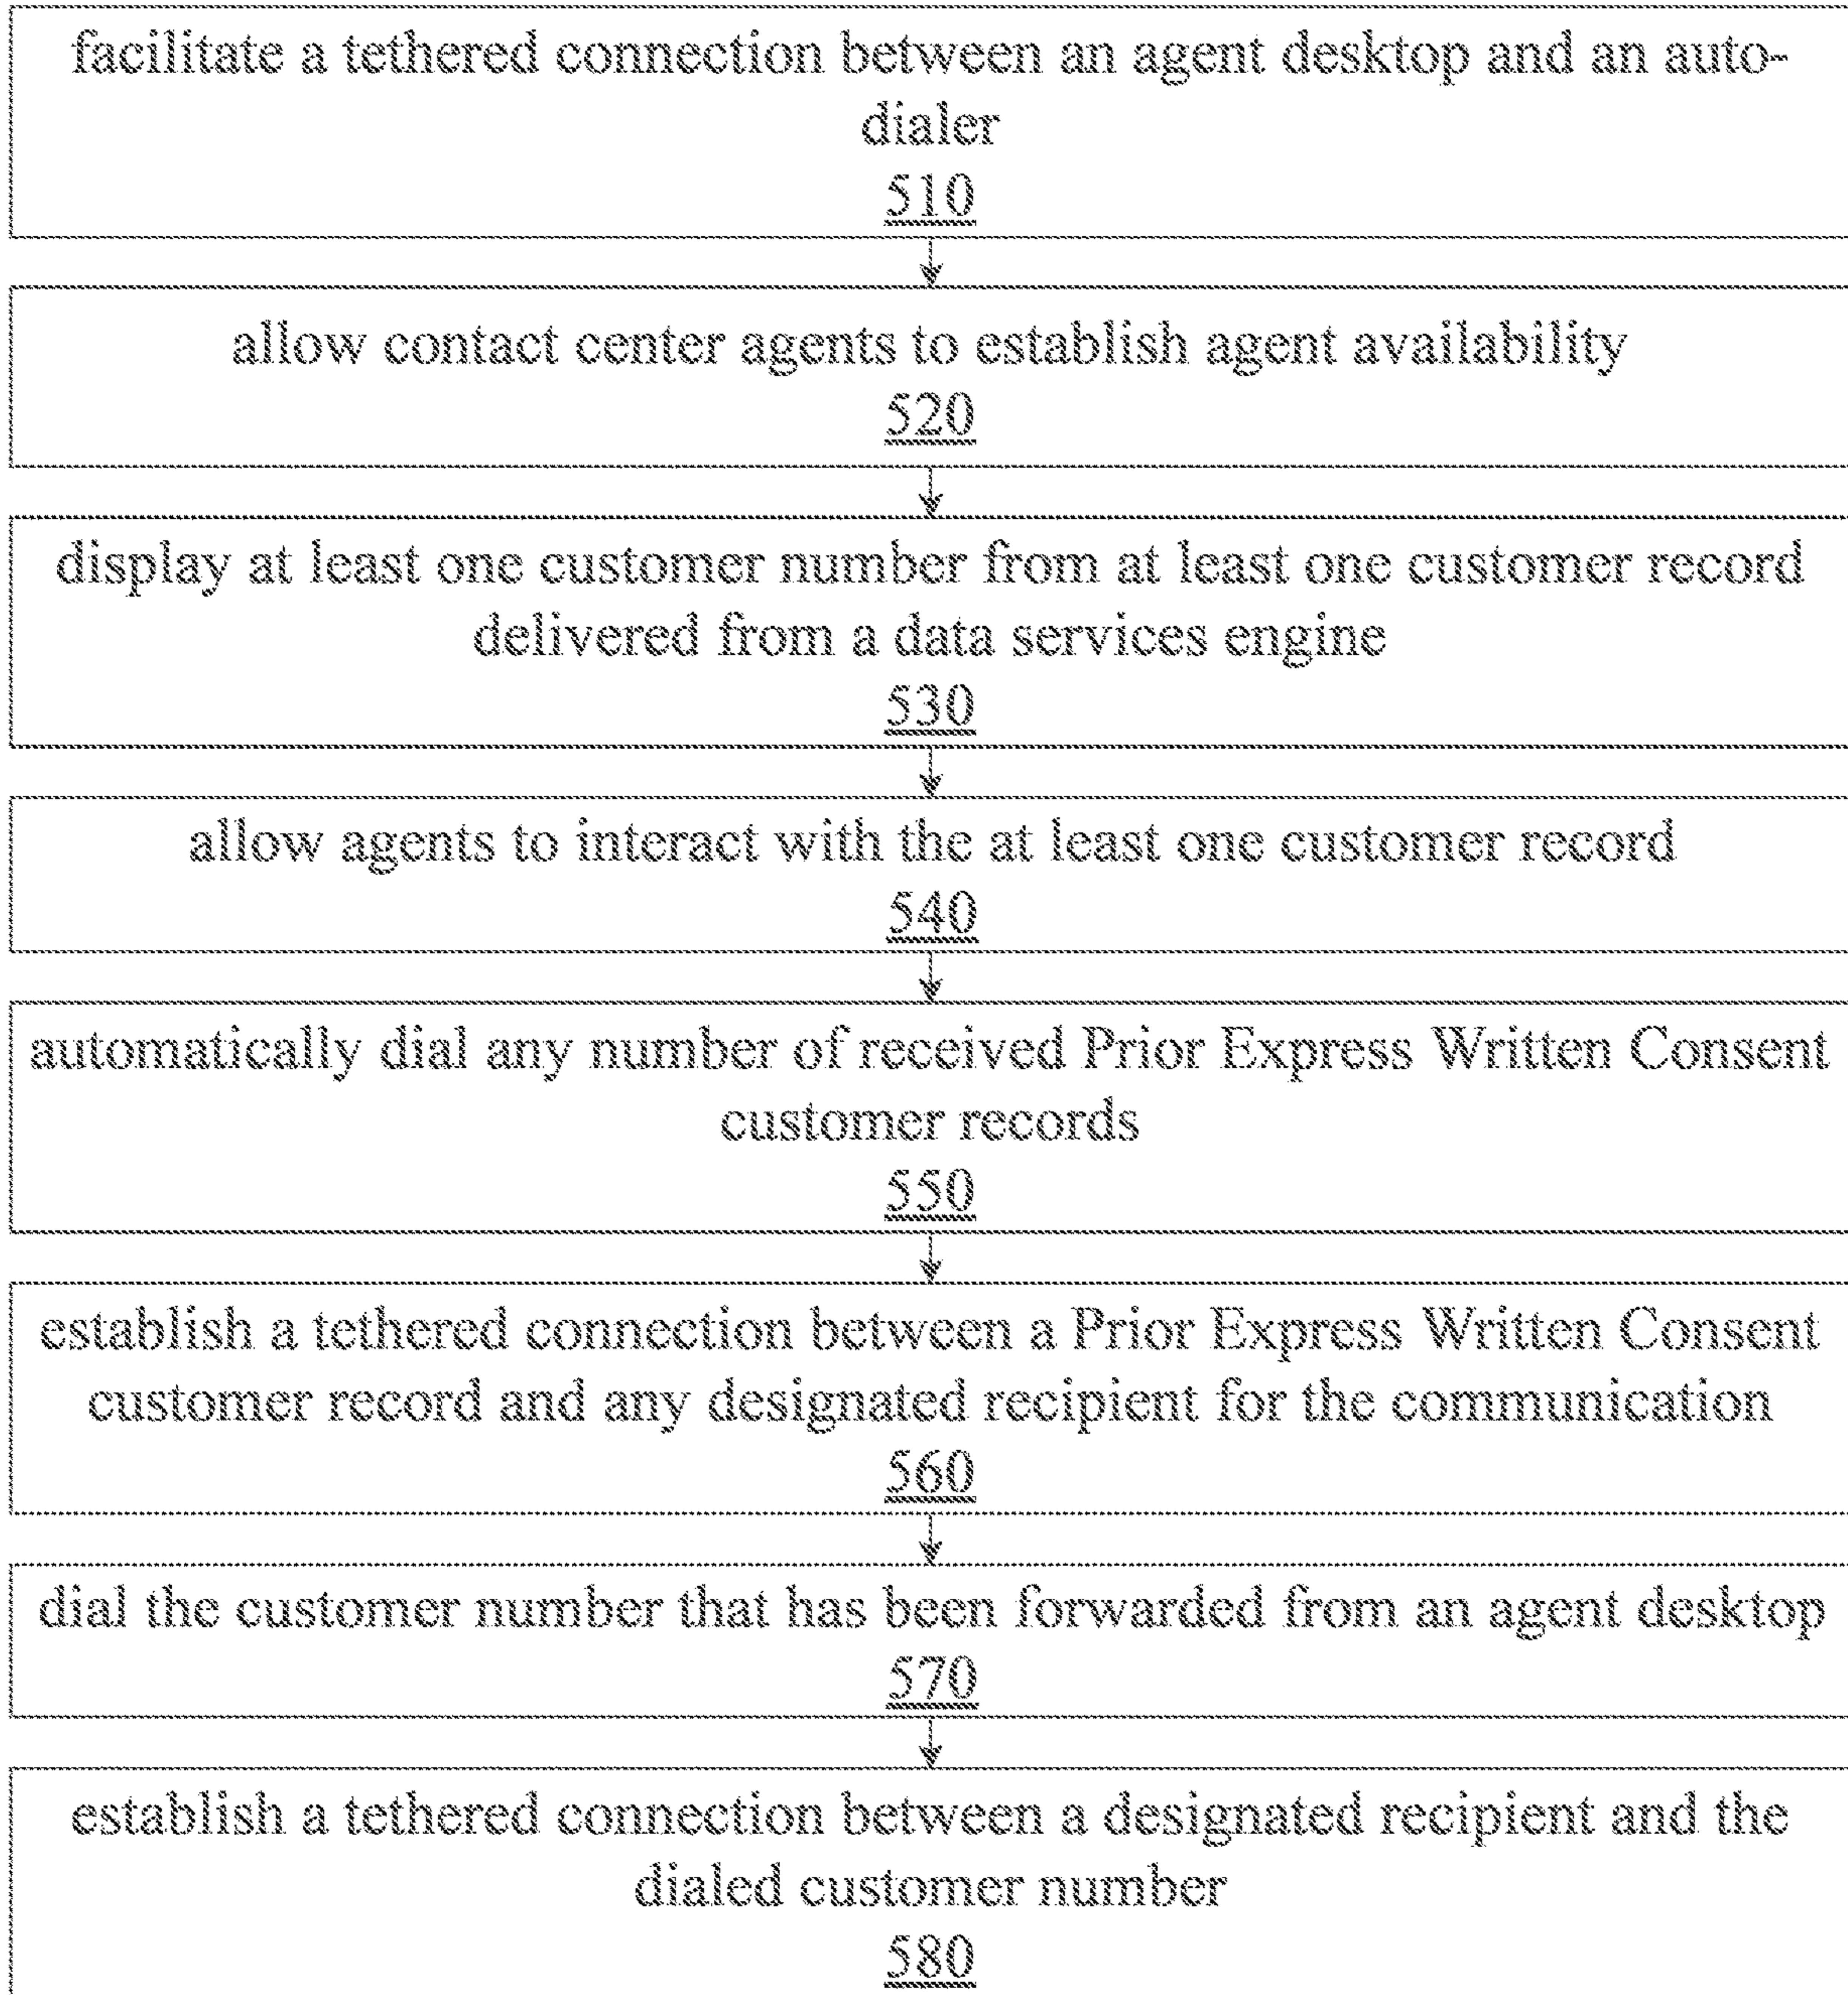 facilitate a tethered connection between an agent desktop and an auto-
dialer
510
allow contact center agents to establish agent availability
520
display at least one customer number from at least one customer record
delivered from a data services engine
530
allow agents to interact with the at least one customer record
540
automatically dial any number of received Prior Express Written Consent
customer records
550
establish a tethered connection between a Prior Express Written Consent
customer record and any designated recipient for the communication
560
dial the customer number that has been forwarded from an agent desktop
570
establish a tethered connection between a designated recipient and the
dialed customer number
580